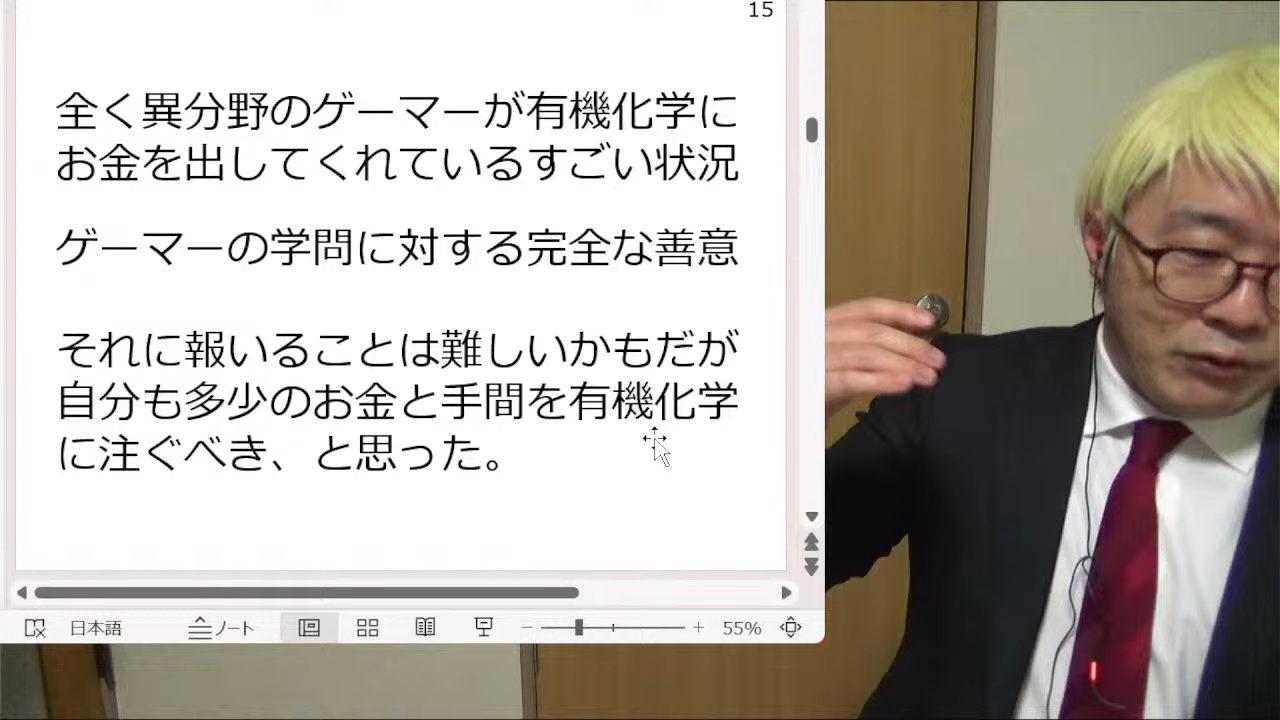 15
全く異分野のゲーマーが有機化学に
お金を出してくれているすごい状況
ゲーマーの学問に対する完全な善意
それに報いることは難しいかもだが
自分も多少のお金と手間を有機化学
に注ぐべき、と思った。
日本語
ノート
55%